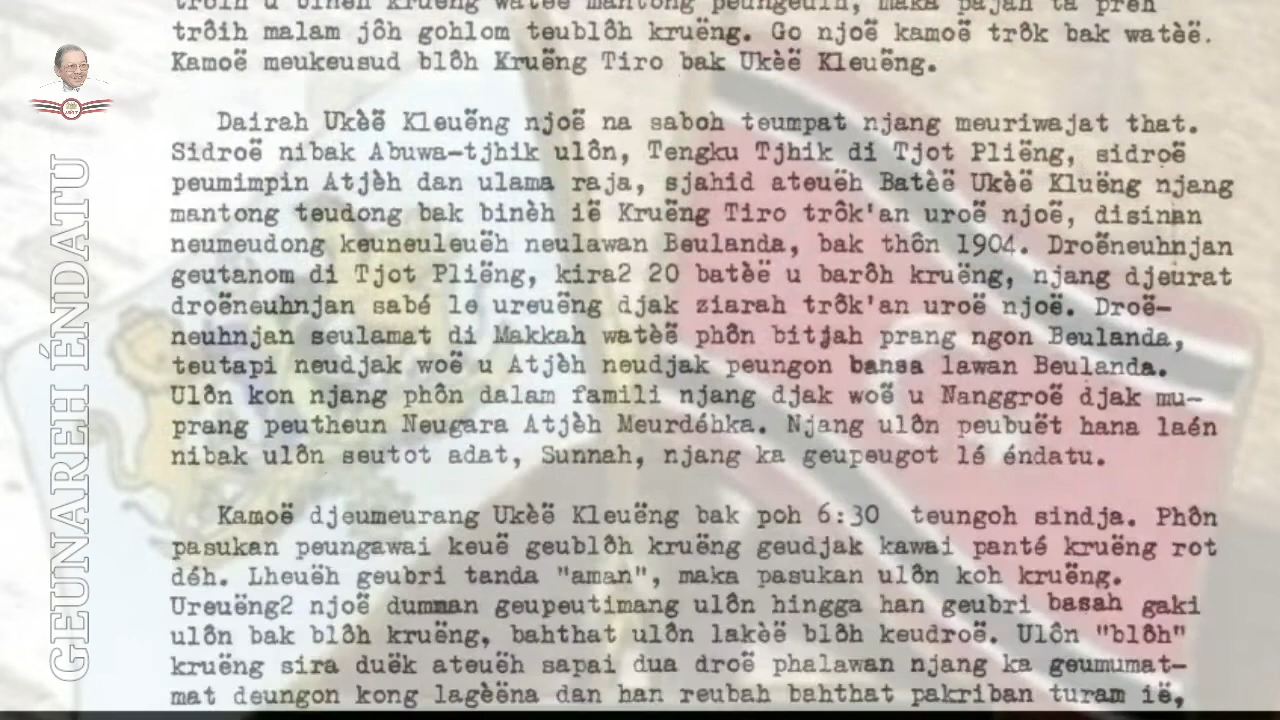 trôih u binèh kruëng watèë mantong peungeuih, maka pajan ta preh
trôih malam jôh gohlom teublôh kruëng. Go njoë kamoë trôk bak watèë.
Kamoë meukeusud blôh Kruëng Tiro bak Ukèë Kleuëng.
Dairah Ukèë Kleuëng njoë na saboh teumpat njang meuriwajat that.
Sidroë nibak Abuwa-tjhik ulôn, Tengku Tjhik di Tjot Pliëng, sidroë
peumimpin Atjèh dan ulama raja, sjahid ateuëh Batèë Ukèë Kluëng njang
mantong teudong bak binèh ië Kruëng Tiro trôk'an uroë njoë, disinan
neumeudong keuneuleuëh neulawan Beulanda, bak thôn 1904. Droëneuhnjan
geutanom di Tjot Pliëng, kira2 20 batèë u barôh kruëng, njang djeurat
droëneuhnjan sabé le ureuëng djak ziarah trôk'an uroë njoë. Droë-
neuhnjan seulamat di Makkah watèë phôn bitjah prang ngon Beulanda,
teutapi neudjak woë u Atjèh neudjak peungon bansa lawan Beulanda.
Ulôn kon njang phôn dalam famili njang djak woë u Nanggroë djak mu-
prang peutheun Neugara Atjèh Meurdéhka. Njang ulôn peubuët hana laén
nibak ulôn seutot adat, Sunnah, njang ka geupeugot lé éndatu.
Kamoë djeumeurang Ukèë Kleuëng bak poh 6:30 teungoh sindja. Phôn
pasukan peungawai keuë geublôh kruëng geudjak kawai panté kruëng rot
déh. Lheuëh geubri tanda "aman", maka pasukan ulôn koh kruëng.
Ureuëng2 njoë dumman geupeutimang ulôn hingga han geubri basah gaki
ulôn bak blôh kruëng, bahthat ulôn lakèë blôh keudroë. Ulôn "blôh"
kruëng sira duëk ateuëh sapai dua droë phalawan njang ka geumumat-
mat deungon kong lagèëna dan han reubah bahthat pakriban turam ië,
GEUNAREH ÉNDATU